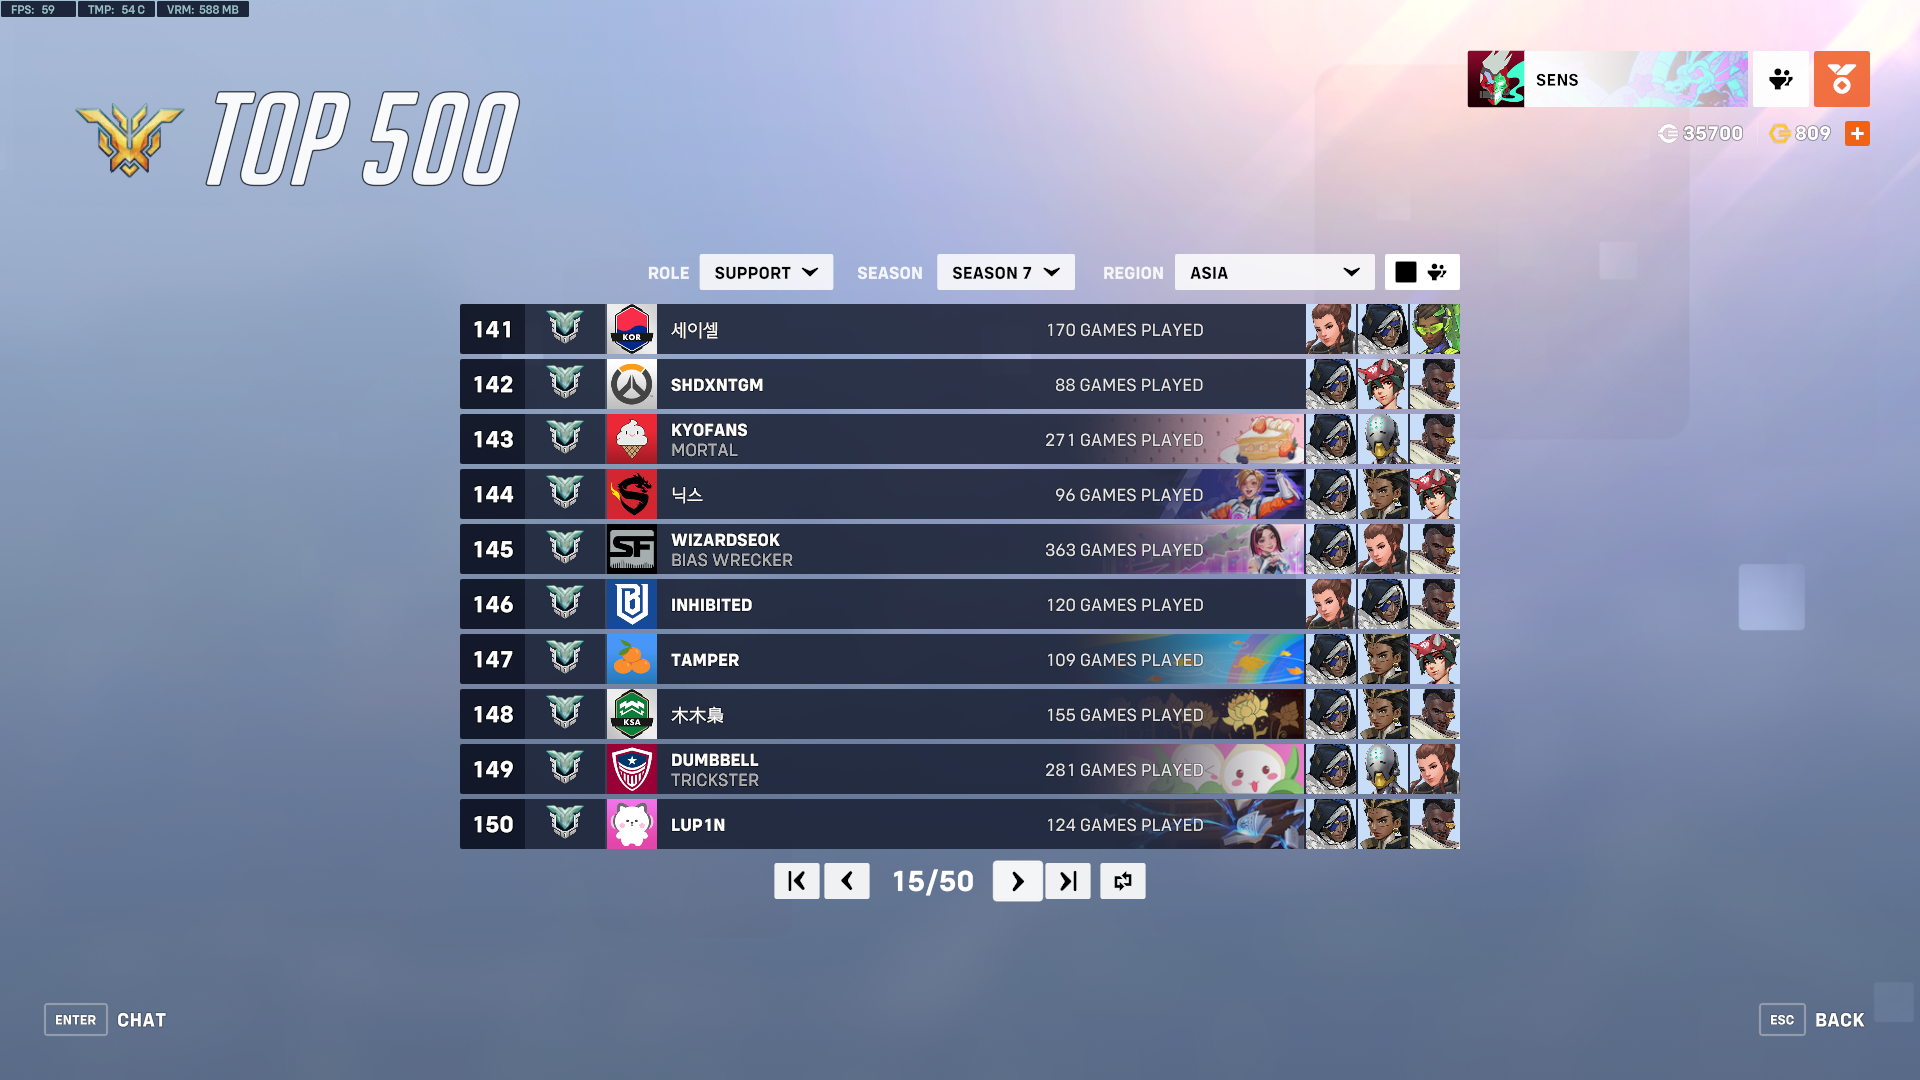 FPS: 59 TMP: 54 C VRM: 588 MB
TOP 500
SENS
35700 809
ROLE SUPPORT SEASON SEASON 7 REGION ASIA
141 KOR 세이셀 170 GAMES PLAYED
142 SHDXNTGM 88 GAMES PLAYED
143 KYOFANS 271 GAMES PLAYED
MORTAL
144 닉스 96 GAMES PLAYED
145 SF WIZARDSEOK 363 GAMES PLAYED
BIAS WRECKER
146 INHIBITED 120 GAMES PLAYED
147 TAMPER 109 GAMES PLAYED
148 KSA 木木梟 155 GAMES PLAYED
149 DUMBBELL 281 GAMES PLAYED
TRICKSTER
150 LUP1N 124 GAMES PLAYED
15/50
ENTER CHAT
ESC BACK